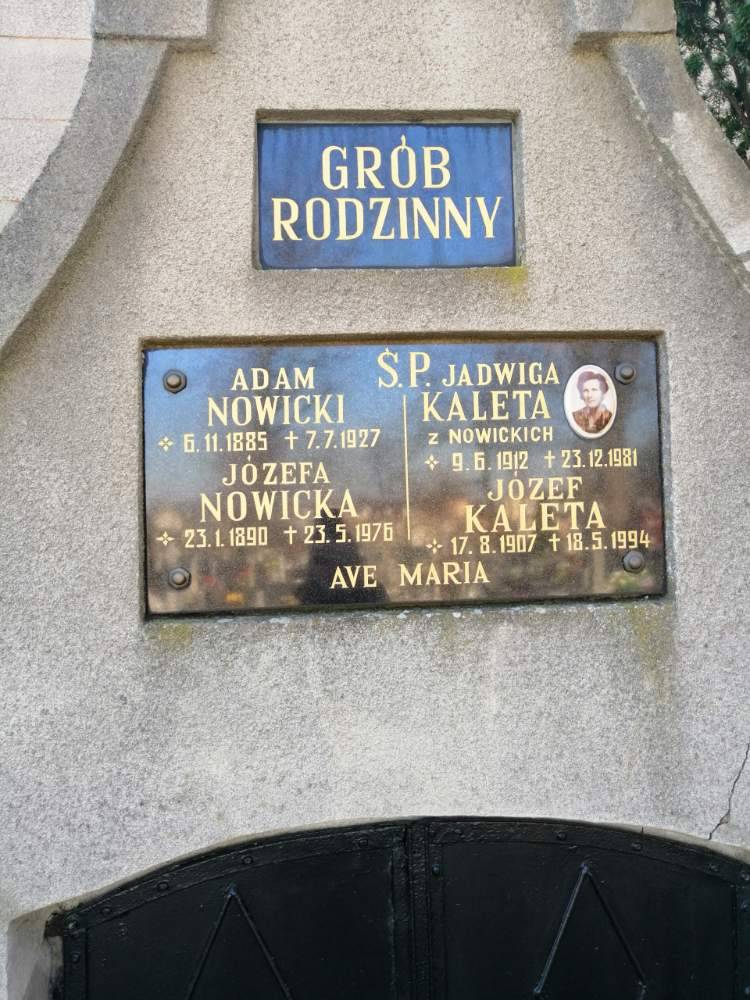 GRÓB
RODZINNY
Ś.P.
ADAM
NOWICKI
6.11.1885 †7.7.1927
JÓZEFA
NOWICKA
23.1.1890 †23.5.1976
JADWIGA
KALETA
Z NOWICKICH
9.6.1912 †23.12.1981
JÓZEF
KALETA
17.8.1907 †18.5.1994
AVE MARIA